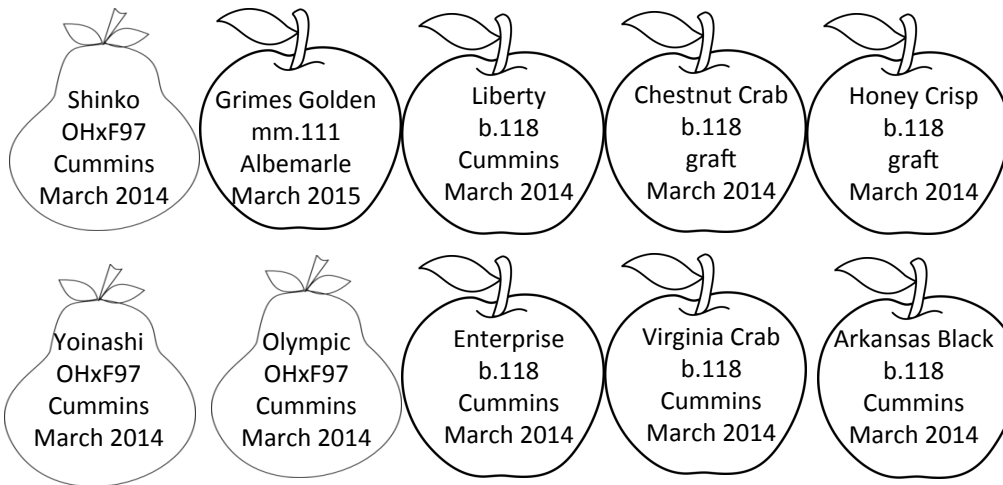 Shinko
OHxF97
Cummins
March 2014
Grimes Golden
mm.111
Albemarle
March 2015
Liberty
b.118
Cummins
March 2014
Chestnut Crab
b.118
graft
March 2014
Honey Crisp
b.118
graft
March 2014
Yoinashi
OHxF97
Cummins
March 2014
Olympic
OHxF97
Cummins
March 2014
Enterprise
b.118
Cummins
March 2014
Virginia Crab
b.118
Cummins
March 2014
Arkansas Black
b.118
Cummins
March 2014